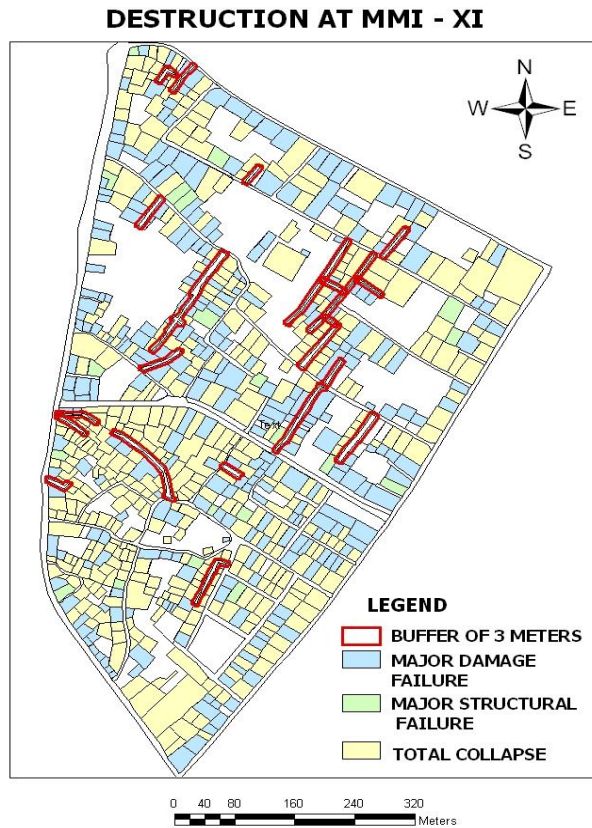 DESTRUCTION AT MMI - XI
N
W E
S
Text
LEGEND
BUFFER OF 3 METERS
MAJOR DAMAGE
FAILURE
MAJOR STRUCTURAL
FAILURE
TOTAL COLLAPSE
0 40 80 160 240 320
Meters